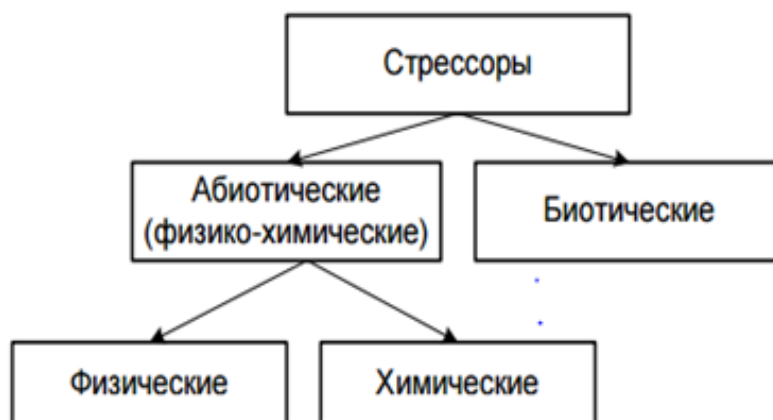 Стрессоры
Абиотические
(физико-химические)
Биотические
Физические
Химические